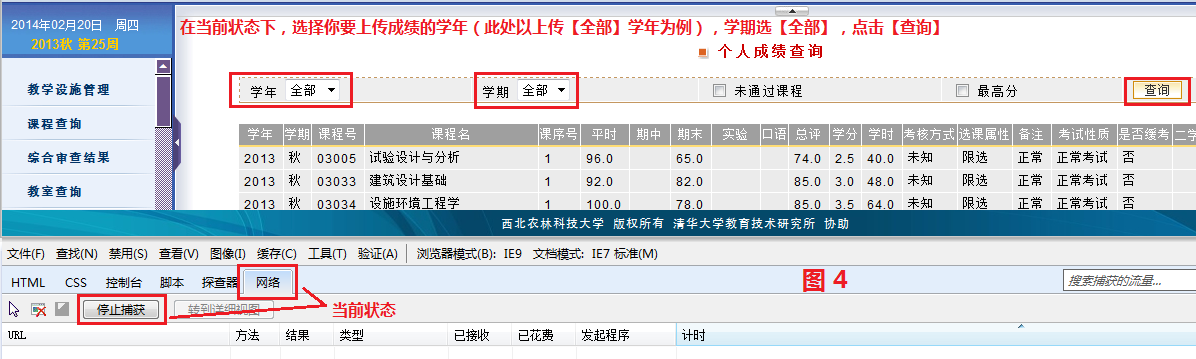 2014年02月20日 周四
2013秋 第25周
在当前状态下，选择你要上传成绩的学年（此处以上传【全部】学年为例），学期选【全部】，点击【查询】
个人成绩查询
教学设施管理
课程查询
综合审查结果
教室查询
学年 全部 学期 全部 未通过课程 最高分 查询
学年 学期 课程号 课程名 课序号 平时 期中 期末 实验 口语 总评 学分 学时 考核方式 选课属性 备注 考试性质 是否缓考 二学
2013 秋 03005 试验设计与分析 1 96.0 65.0 74.0 2.5 40.0 未知 限选 正常 正常考试 否
2013 秋 03033 建筑设计基础 1 92.0 82.0 85.0 3.0 48.0 未知 限选 正常 正常考试 否
2013 秋 03034 设施环境工程学 1 100.0 78.0 85.0 3.5 64.0 未知 限选 正常 正常考试 否
西北农林科技大学 版权所有 清华大学教育技术研究所 协助
文件(F) 查找(N) 禁用(S) 查看(V) 图像(I) 缓存(C) 工具(T) 验证(A) 浏览器模式(B): IE9 文档模式: IE7 标准(M)
HTML CSS 控制台 脚本 探查器 网络 图 4 搜索捕获的流量...
停止捕获 转到详细视图 当前状态
URL 方法 结果 类型 已接收 已花费 发起程序 计时